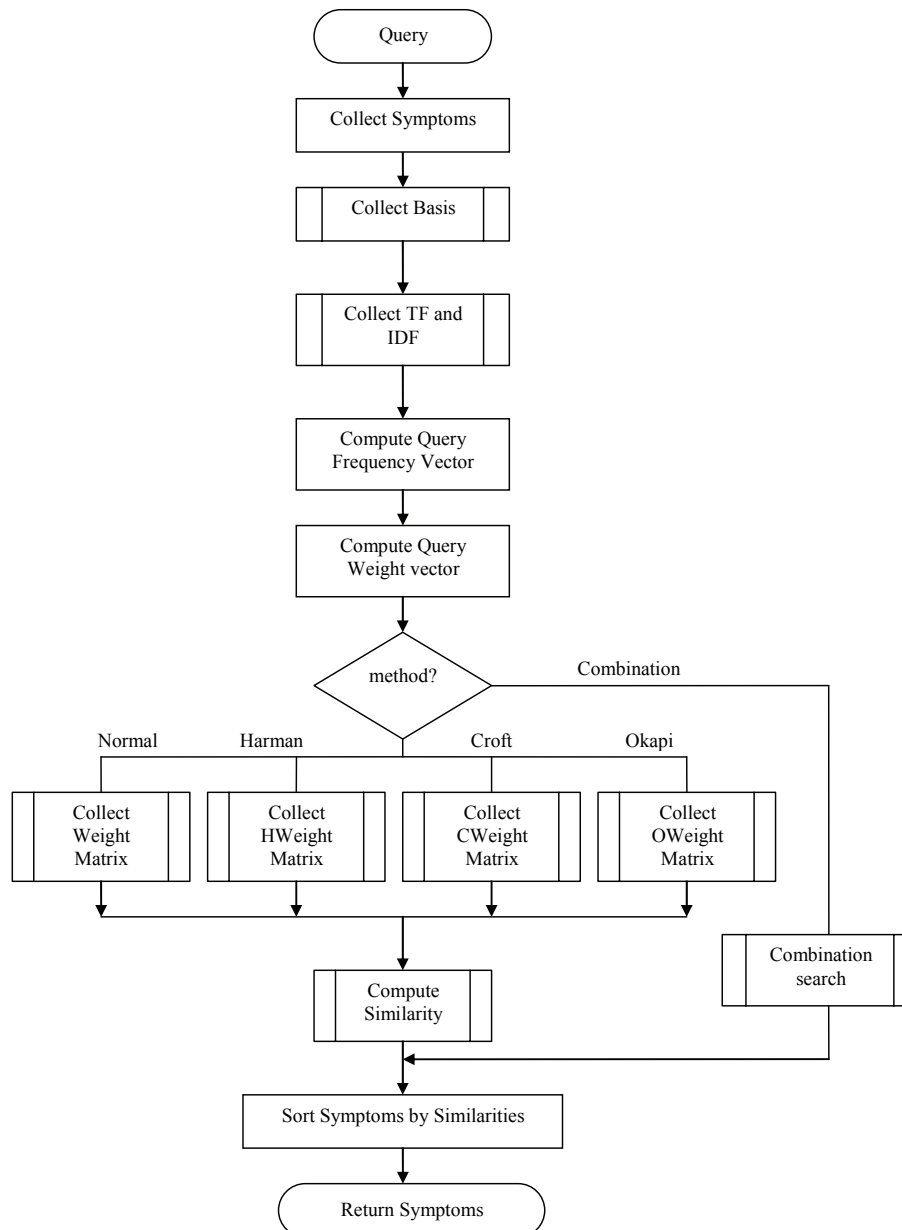 Query
Collect Symptoms
Collect Basis
Collect TF and
IDF
Compute Query
Frequency Vector
Compute Query
Weight vector
method?
Combination
Normal
Harman
Croft
Okapi
Collect
Weight
Matrix
Collect
HWeight
Matrix
Collect
CWeight
Matrix
Collect
OWeight
Matrix
Combination
search
Compute
Similarity
Sort Symptoms by Similarities
Return Symptoms